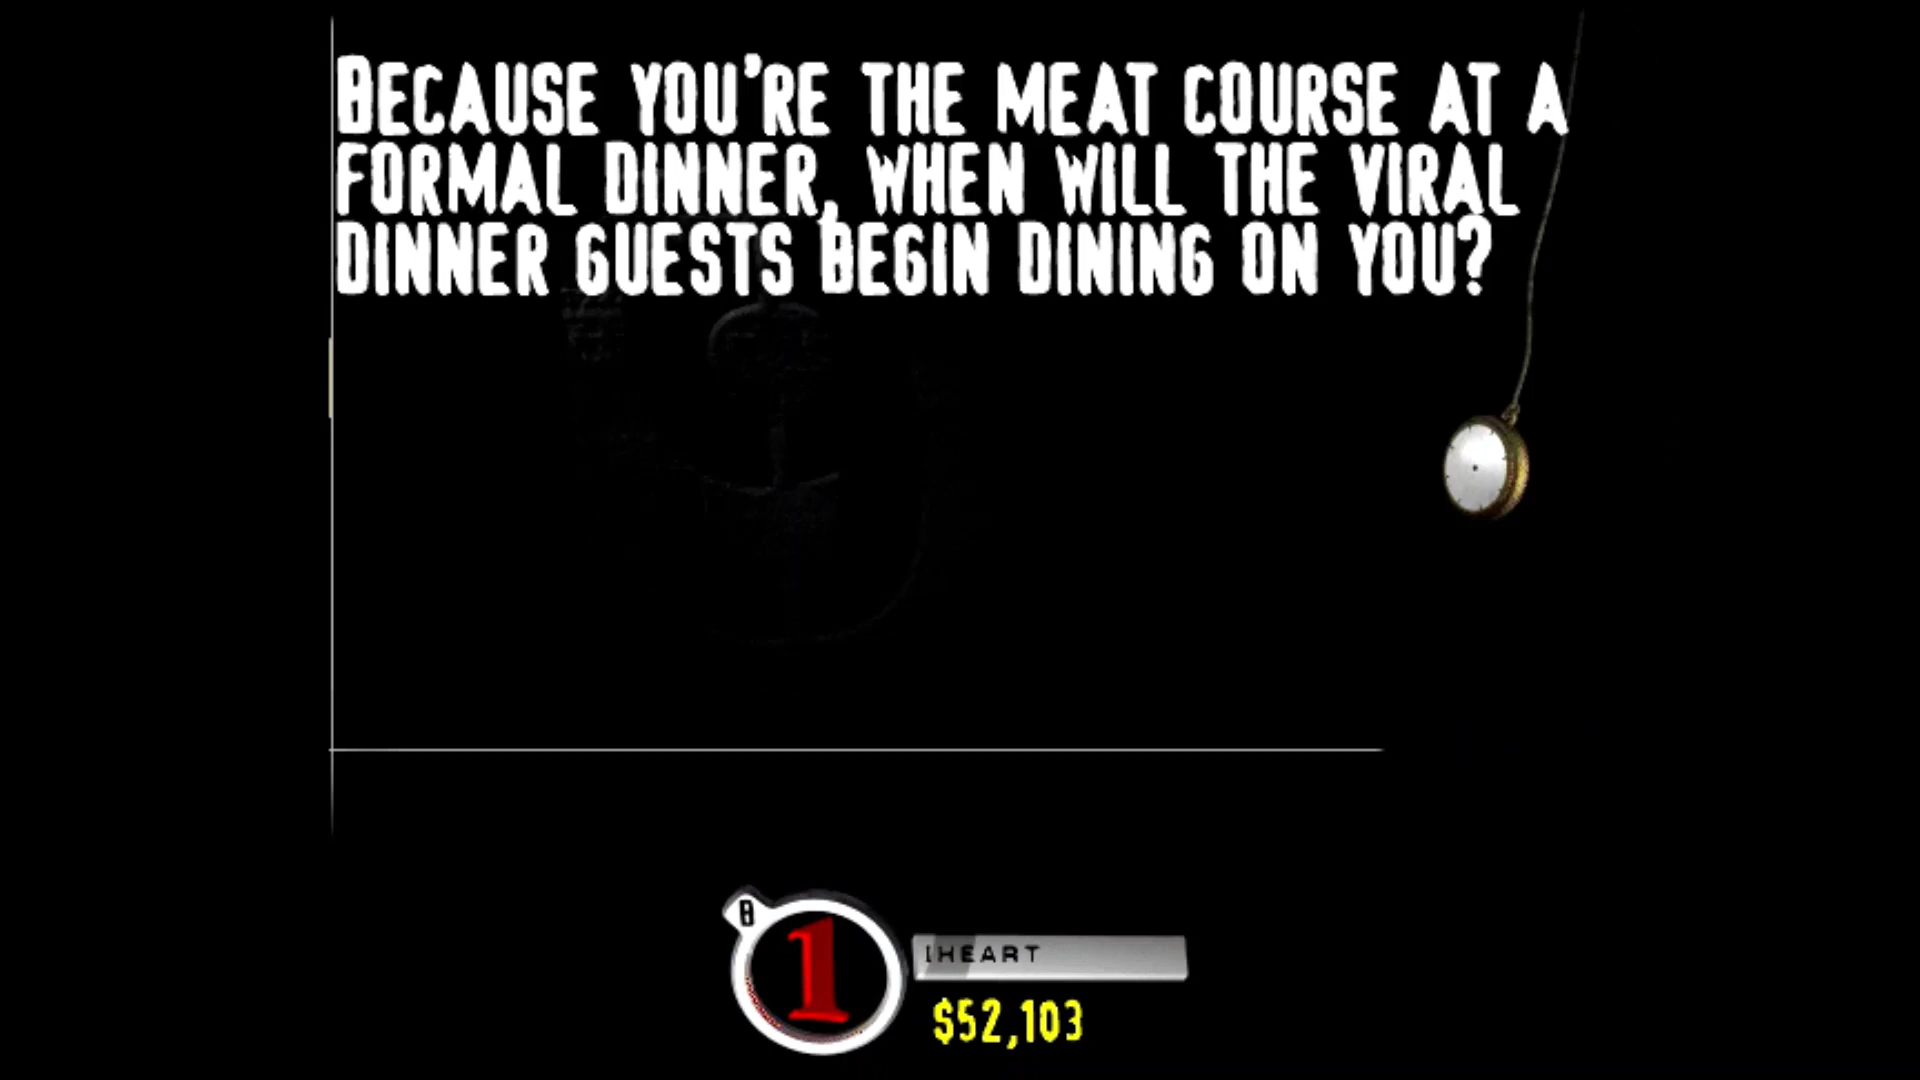 BECAUSE YOU'RE THE MEAT COURSE AT A
FORMAL DINNER, WHEN WILL THE VIRAL
DINNER GUESTS BEGIN DINING ON YOU?
B
1
IHEART
$52,103